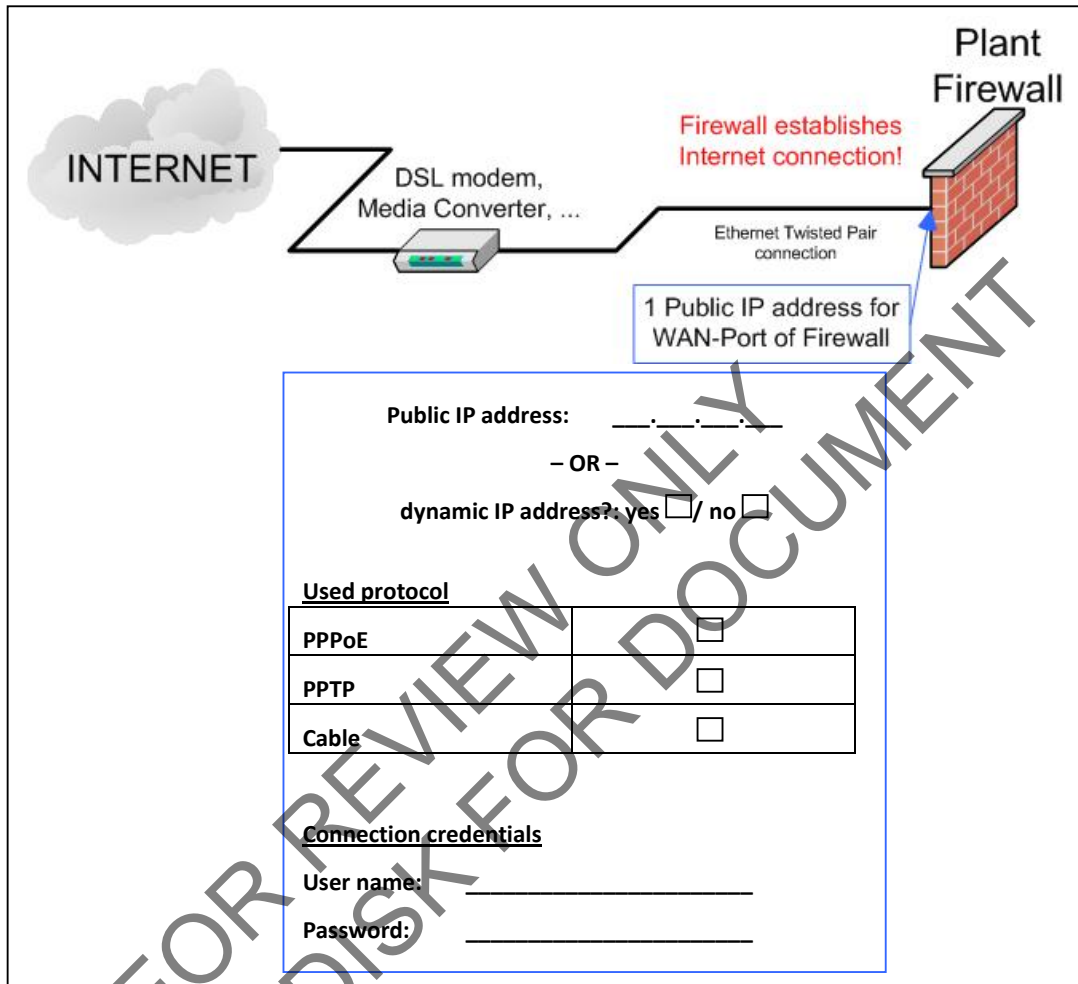 Plant
Firewall
Firewall establishes
Internet connection!
INTERNET
DSL modem,
Media Converter, ...
Ethernet Twisted Pair
connection
1 Public IP address for
WAN-Port of Firewall
Public IP address: ___.___.___.___
– OR –
dynamic IP address?: yes ☐/ no ☐
Used protocol
PPPoE ☐
PPTP ☐
Cable ☐
Connection credentials
User name: _______________________
Password: _______________________
FOR REVIEW ONLY
DISK FOR DOCUMENT